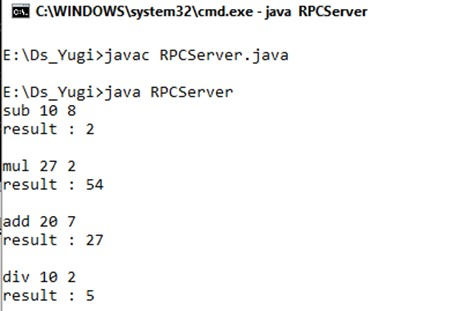 C:\WINDOWS\system32\cmd.exe - java RPCServer
E:\Ds_Yugi>javac RPCServer.java
E:\Ds_Yugi>java RPCServer
sub 10 8
result : 2
mul 27 2
result : 54
add 20 7
result : 27
div 10 2
result : 5